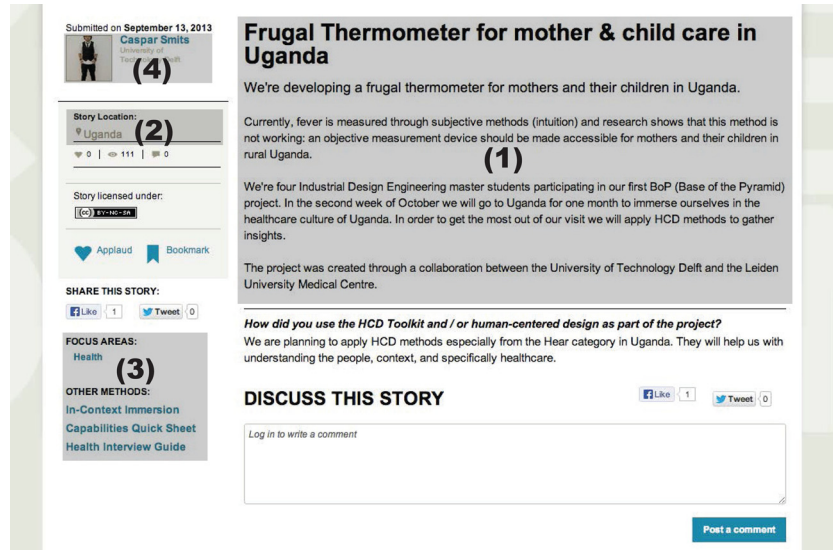 Submitted on September 13, 2013
Caspar Smits
University of
Technology Delft
(4)
Story Location:
Uganda
(2)
0 | 111 | 0
Story licensed under:
(cc) BY-NC-SA
Applaud Bookmark
SHARE THIS STORY:
Like 1 Tweet 0
FOCUS AREAS:
Health
(3)
OTHER METHODS:
In-Context Immersion
Capabilities Quick Sheet
Health Interview Guide
Frugal Thermometer for mother & child care in
Uganda
We're developing a frugal thermometer for mothers and their children in Uganda.
Currently, fever is measured through subjective methods (intuition) and research shows that this method is
not working: an objective measurement device should be made accessible for mothers and their children in
rural Uganda.
(1)
We're four Industrial Design Engineering master students participating in our first BoP (Base of the Pyramid)
project. In the second week of October we will go to Uganda for one month to immerse ourselves in the
healthcare culture of Uganda. In order to get the most out of our visit we will apply HCD methods to gather
insights.
The project was created through a collaboration between the University of Technology Delft and the Leiden
University Medical Centre.
How did you use the HCD Toolkit and / or human-centered design as part of the project?
We are planning to apply HCD methods especially from the Hear category in Uganda. They will help us with
understanding the people, context, and specifically healthcare.
DISCUSS THIS STORY
Like 1 Tweet 0
Log in to write a comment
Post a comment